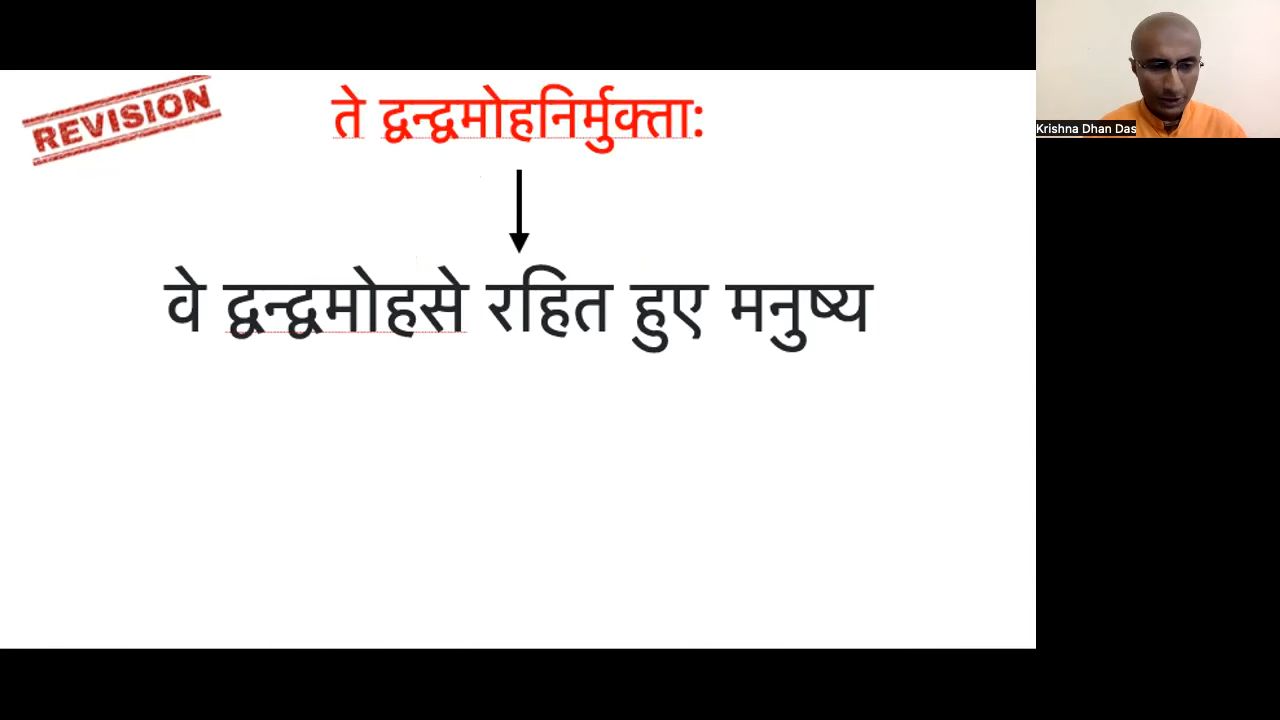 REVISION
ते द्वन्द्वमोहनिर्मुक्ता:
वे द्वन्द्वमोहसे रहित हुए मनुष्य
Krishna Dhan Das